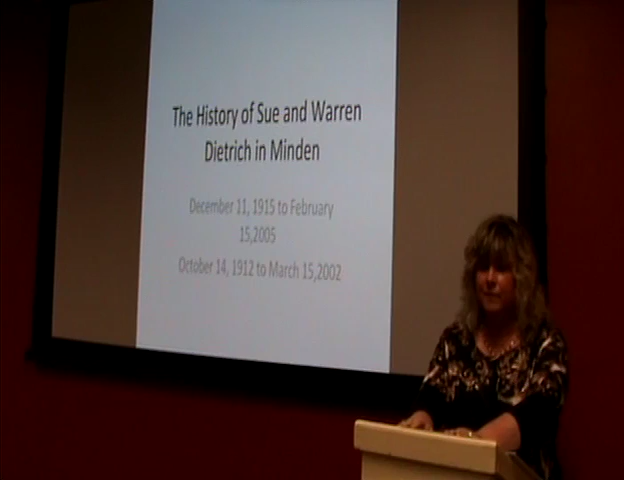 The History of Sue and Warren
Dietrich in Minden
December 11, 1915 to February
15,2005
October 14, 1912 to March 15,2002